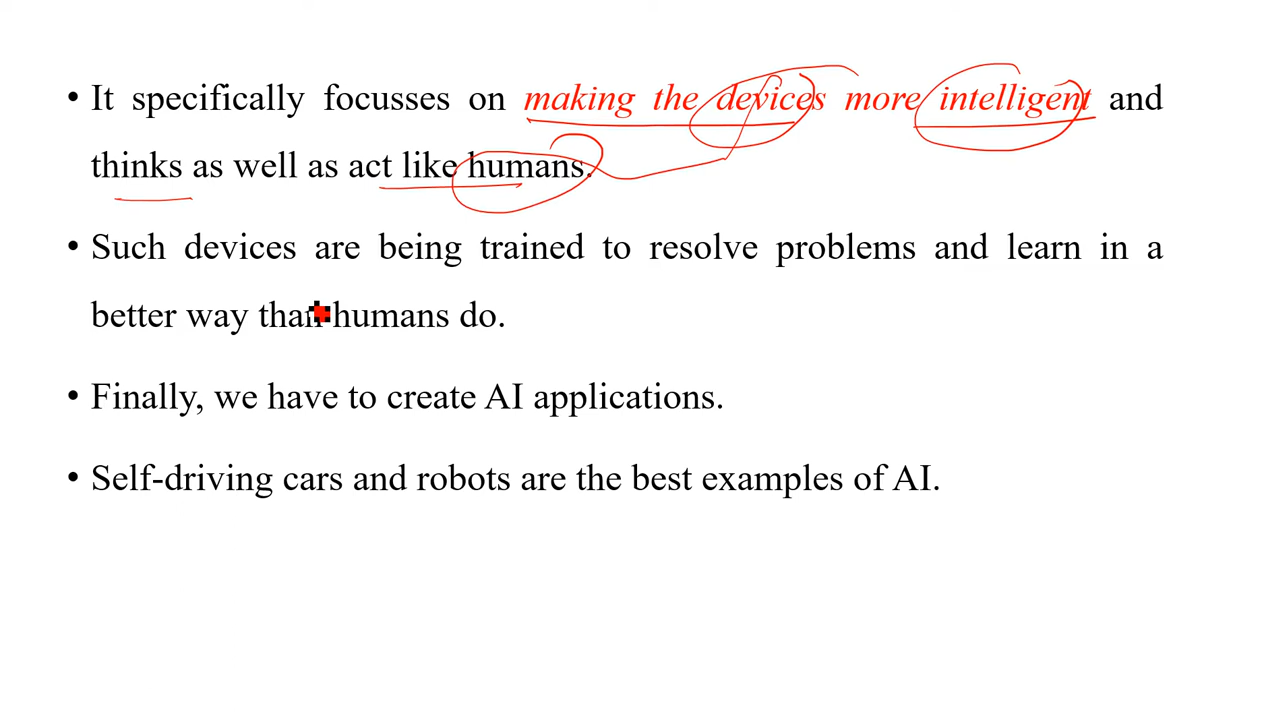 • It specifically focusses on making the devices more intelligent and
thinks as well as act like humans.
• Such devices are being trained to resolve problems and learn in a
better way than humans do.
• Finally, we have to create AI applications.
• Self-driving cars and robots are the best examples of AI.